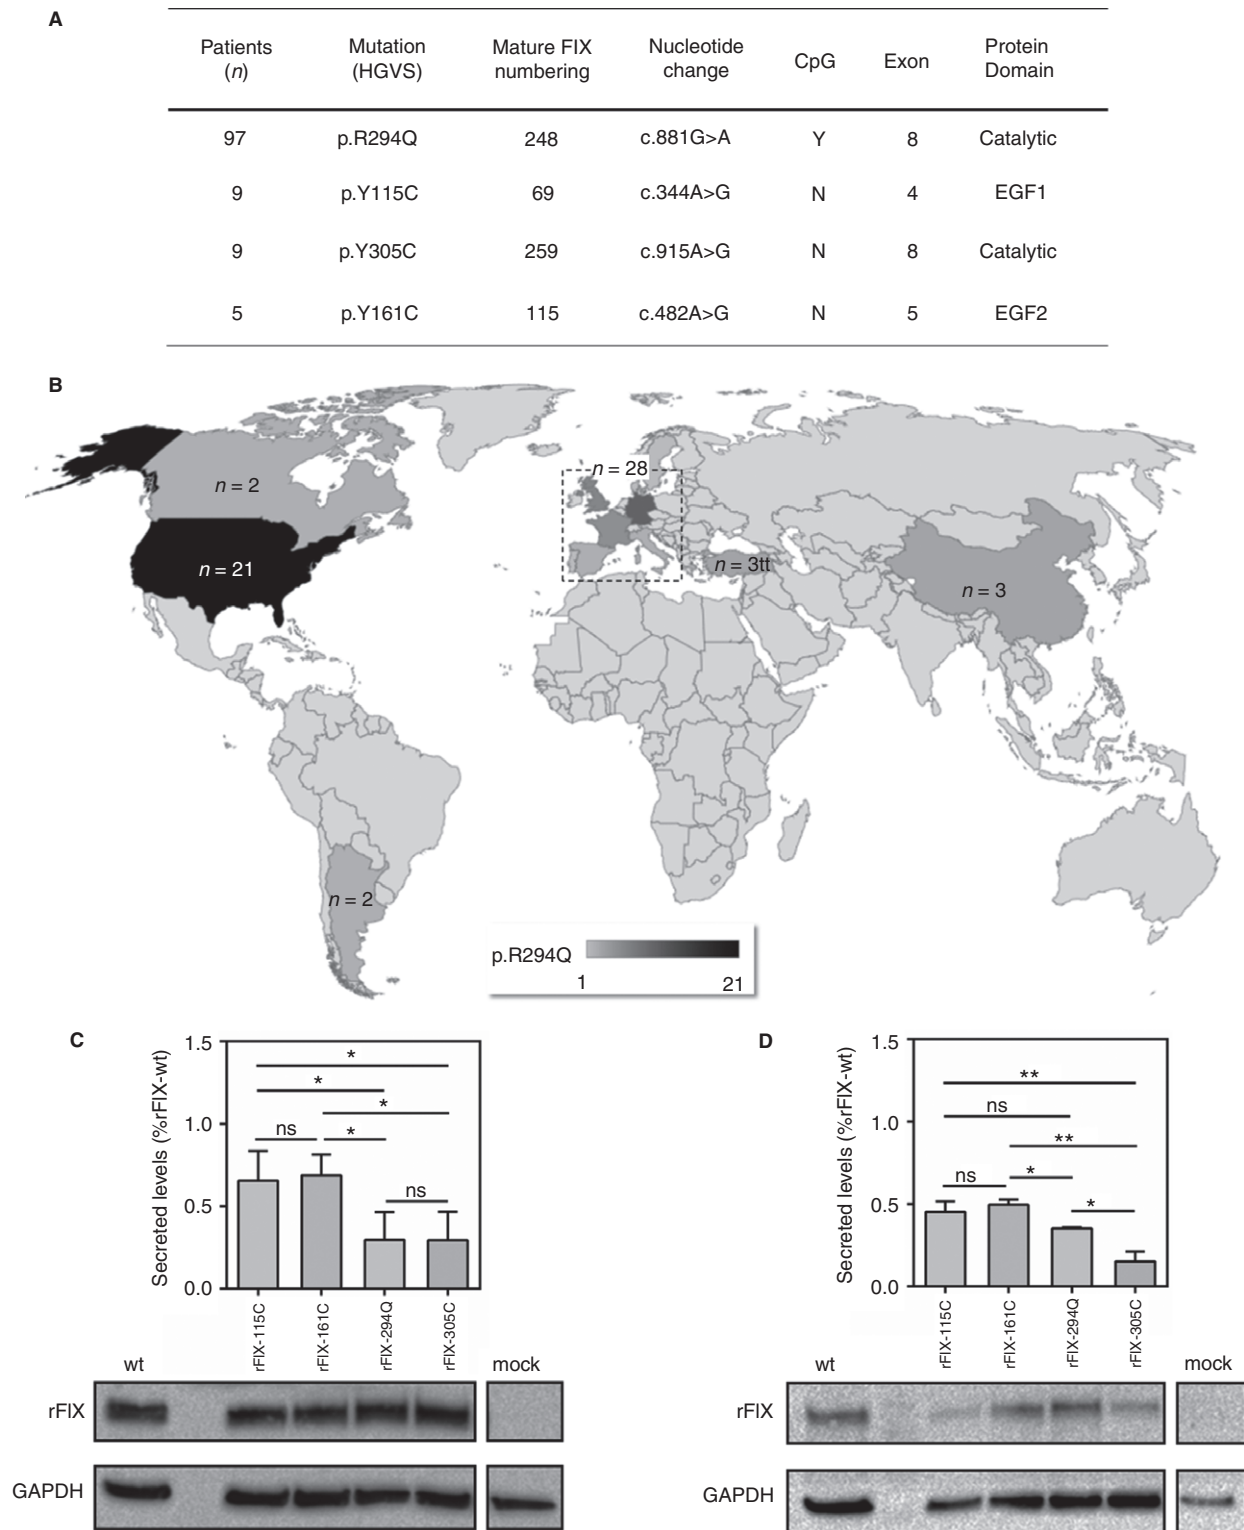 A
Patients (n) Mutation (HGVS) Mature FIX numbering Nucleotide change CpG Exon Protein Domain
97 p.R294Q 248 c.881G>A Y 8 Catalytic
9 p.Y115C 69 c.344A>G N 4 EGF1
9 p.Y305C 259 c.915A>G N 8 Catalytic
5 p.Y161C 115 c.482A>G N 5 EGF2
B
n = 28
n = 2
n = 21
n = 3tt
n = 3
n = 2
p.R294Q
1 21
C
Secreted levels (%rFIX-wt)
1.5
1.0
0.5
0.0
*
*
*
ns *
ns
rFIX-115C rFIX-161C rFIX-294Q rFIX-305C
wt mock
rFIX
GAPDH
D
Secreted levels (%rFIX-wt)
1.5
1.0
0.5
0.0
**
ns
**
ns *
*
rFIX-115C rFIX-161C rFIX-294Q rFIX-305C
wt mock
rFIX
GAPDH